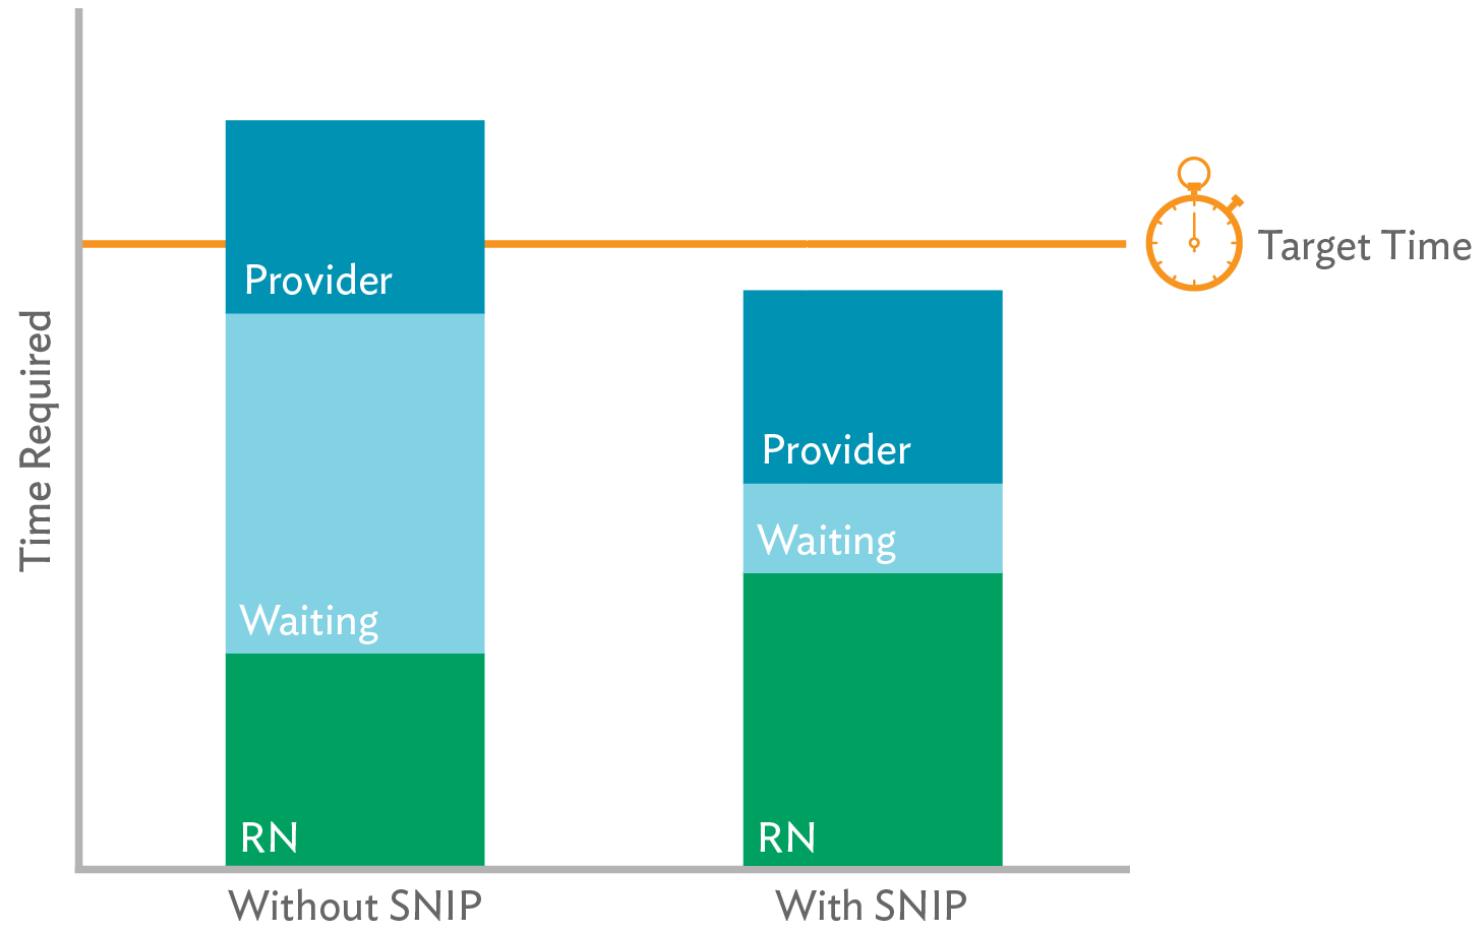 Target Time
Provider
Provider
Waiting
Waiting
RN
RN
Time Required
Without SNIP
With SNIP